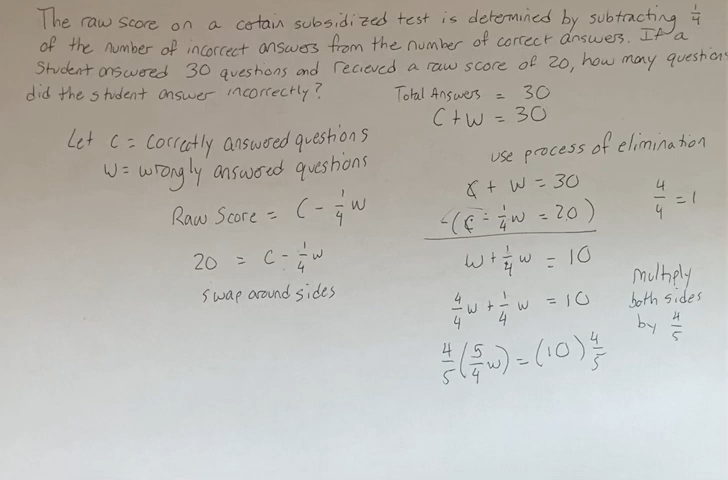 The raw score on a cetain subsidized test is determined by subtracting 1/4
of the number of incorrect answers from the number of correct answers. If a
student answered 30 questions and recieved a raw score of 20, how many questions
did the student answer incorrectly?
Total Answers = 30
C + W = 30
Let C = correctly answered questions
W = wrongly answered questions
Raw Score = C - 1/4 W
20 = C - 1/4 W
swap around sides
use process of elimination
C + W = 30
-(C - 1/4 W = 20)
W + 1/4 W = 10
4/4 W + 1/4 W = 10
4/5 (5/4 W) = (10) 4/5
4/4 = 1
Multiply
both sides
by 4/5